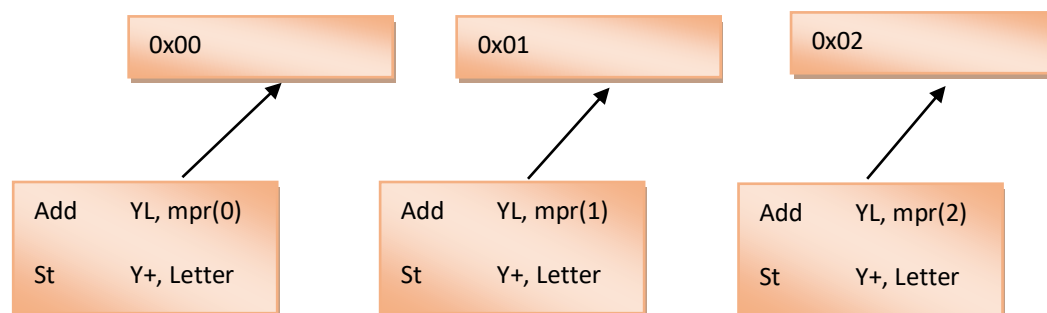 0x00
0x01
0x02
Add YL, mpr(0)
St Y+, Letter
Add YL, mpr(1)
St Y+, Letter
Add YL, mpr(2)
St Y+, Letter